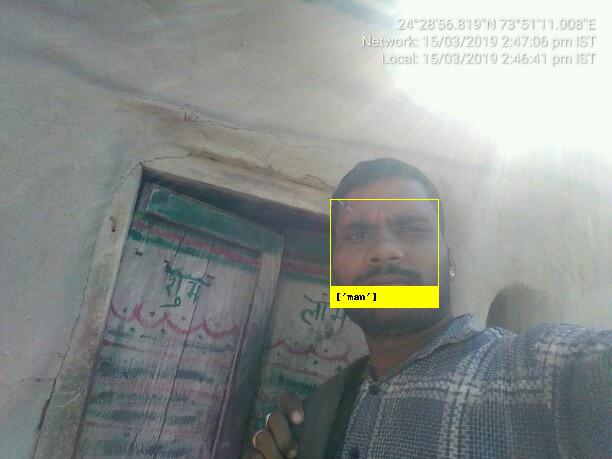 24°28'56.819"N 73°51'11.008"E
Network: 15/03/2019 2:47:06 pm IST
Local: 15/03/2019 2:46:41 pm IST
शुभ
लाभ
['man']